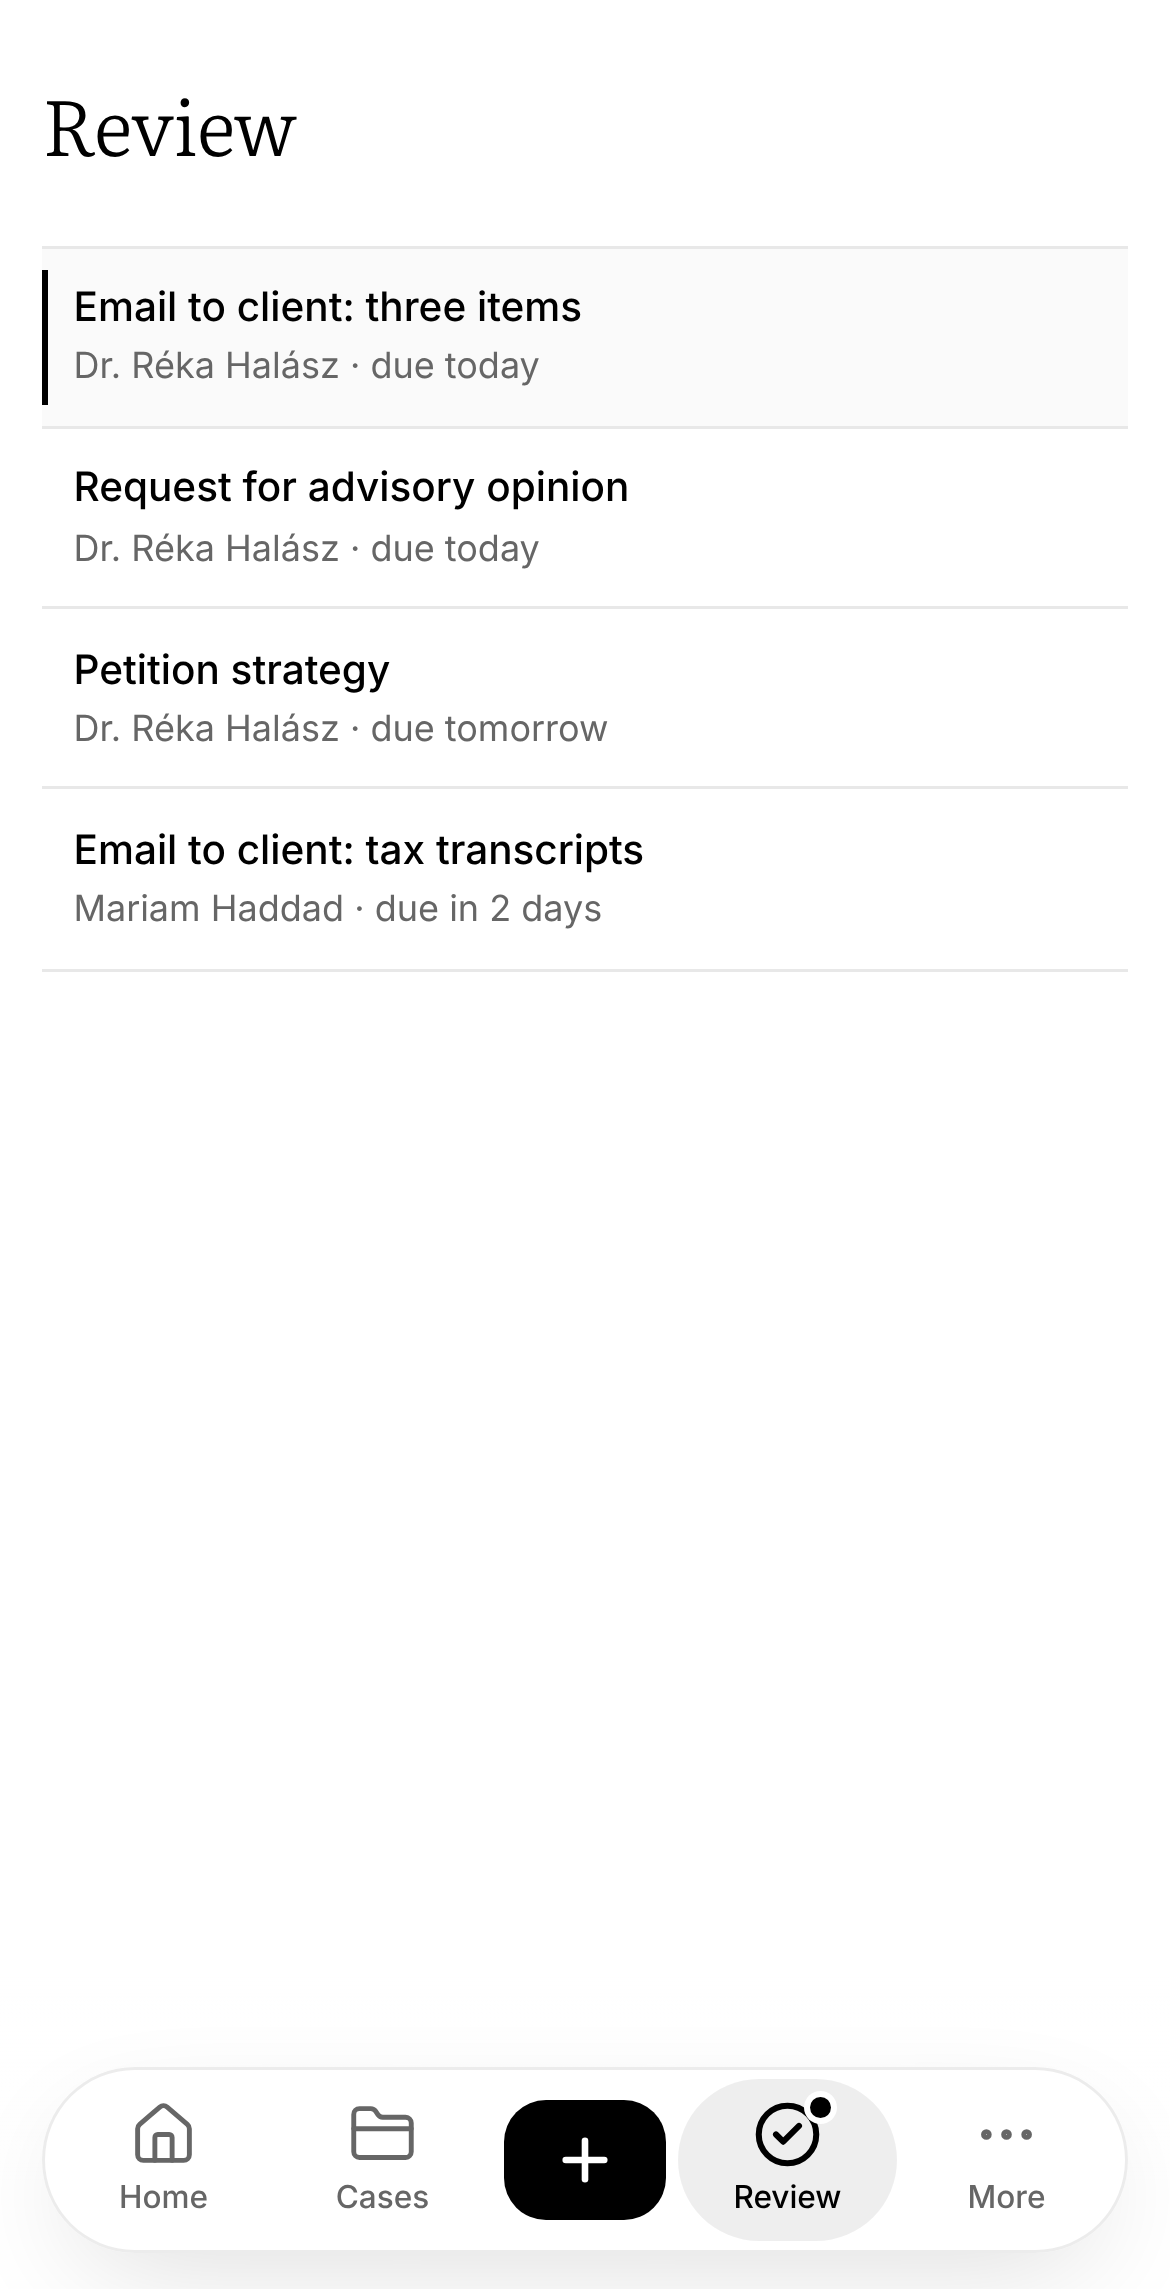 Review
Email to client: three items
Dr. Réka Halász · due today
Request for advisory opinion
Dr. Réka Halász · due today
Petition strategy
Dr. Réka Halász · due tomorrow
Email to client: tax transcripts
Mariam Haddad · due in 2 days
Home
Cases
Review
More